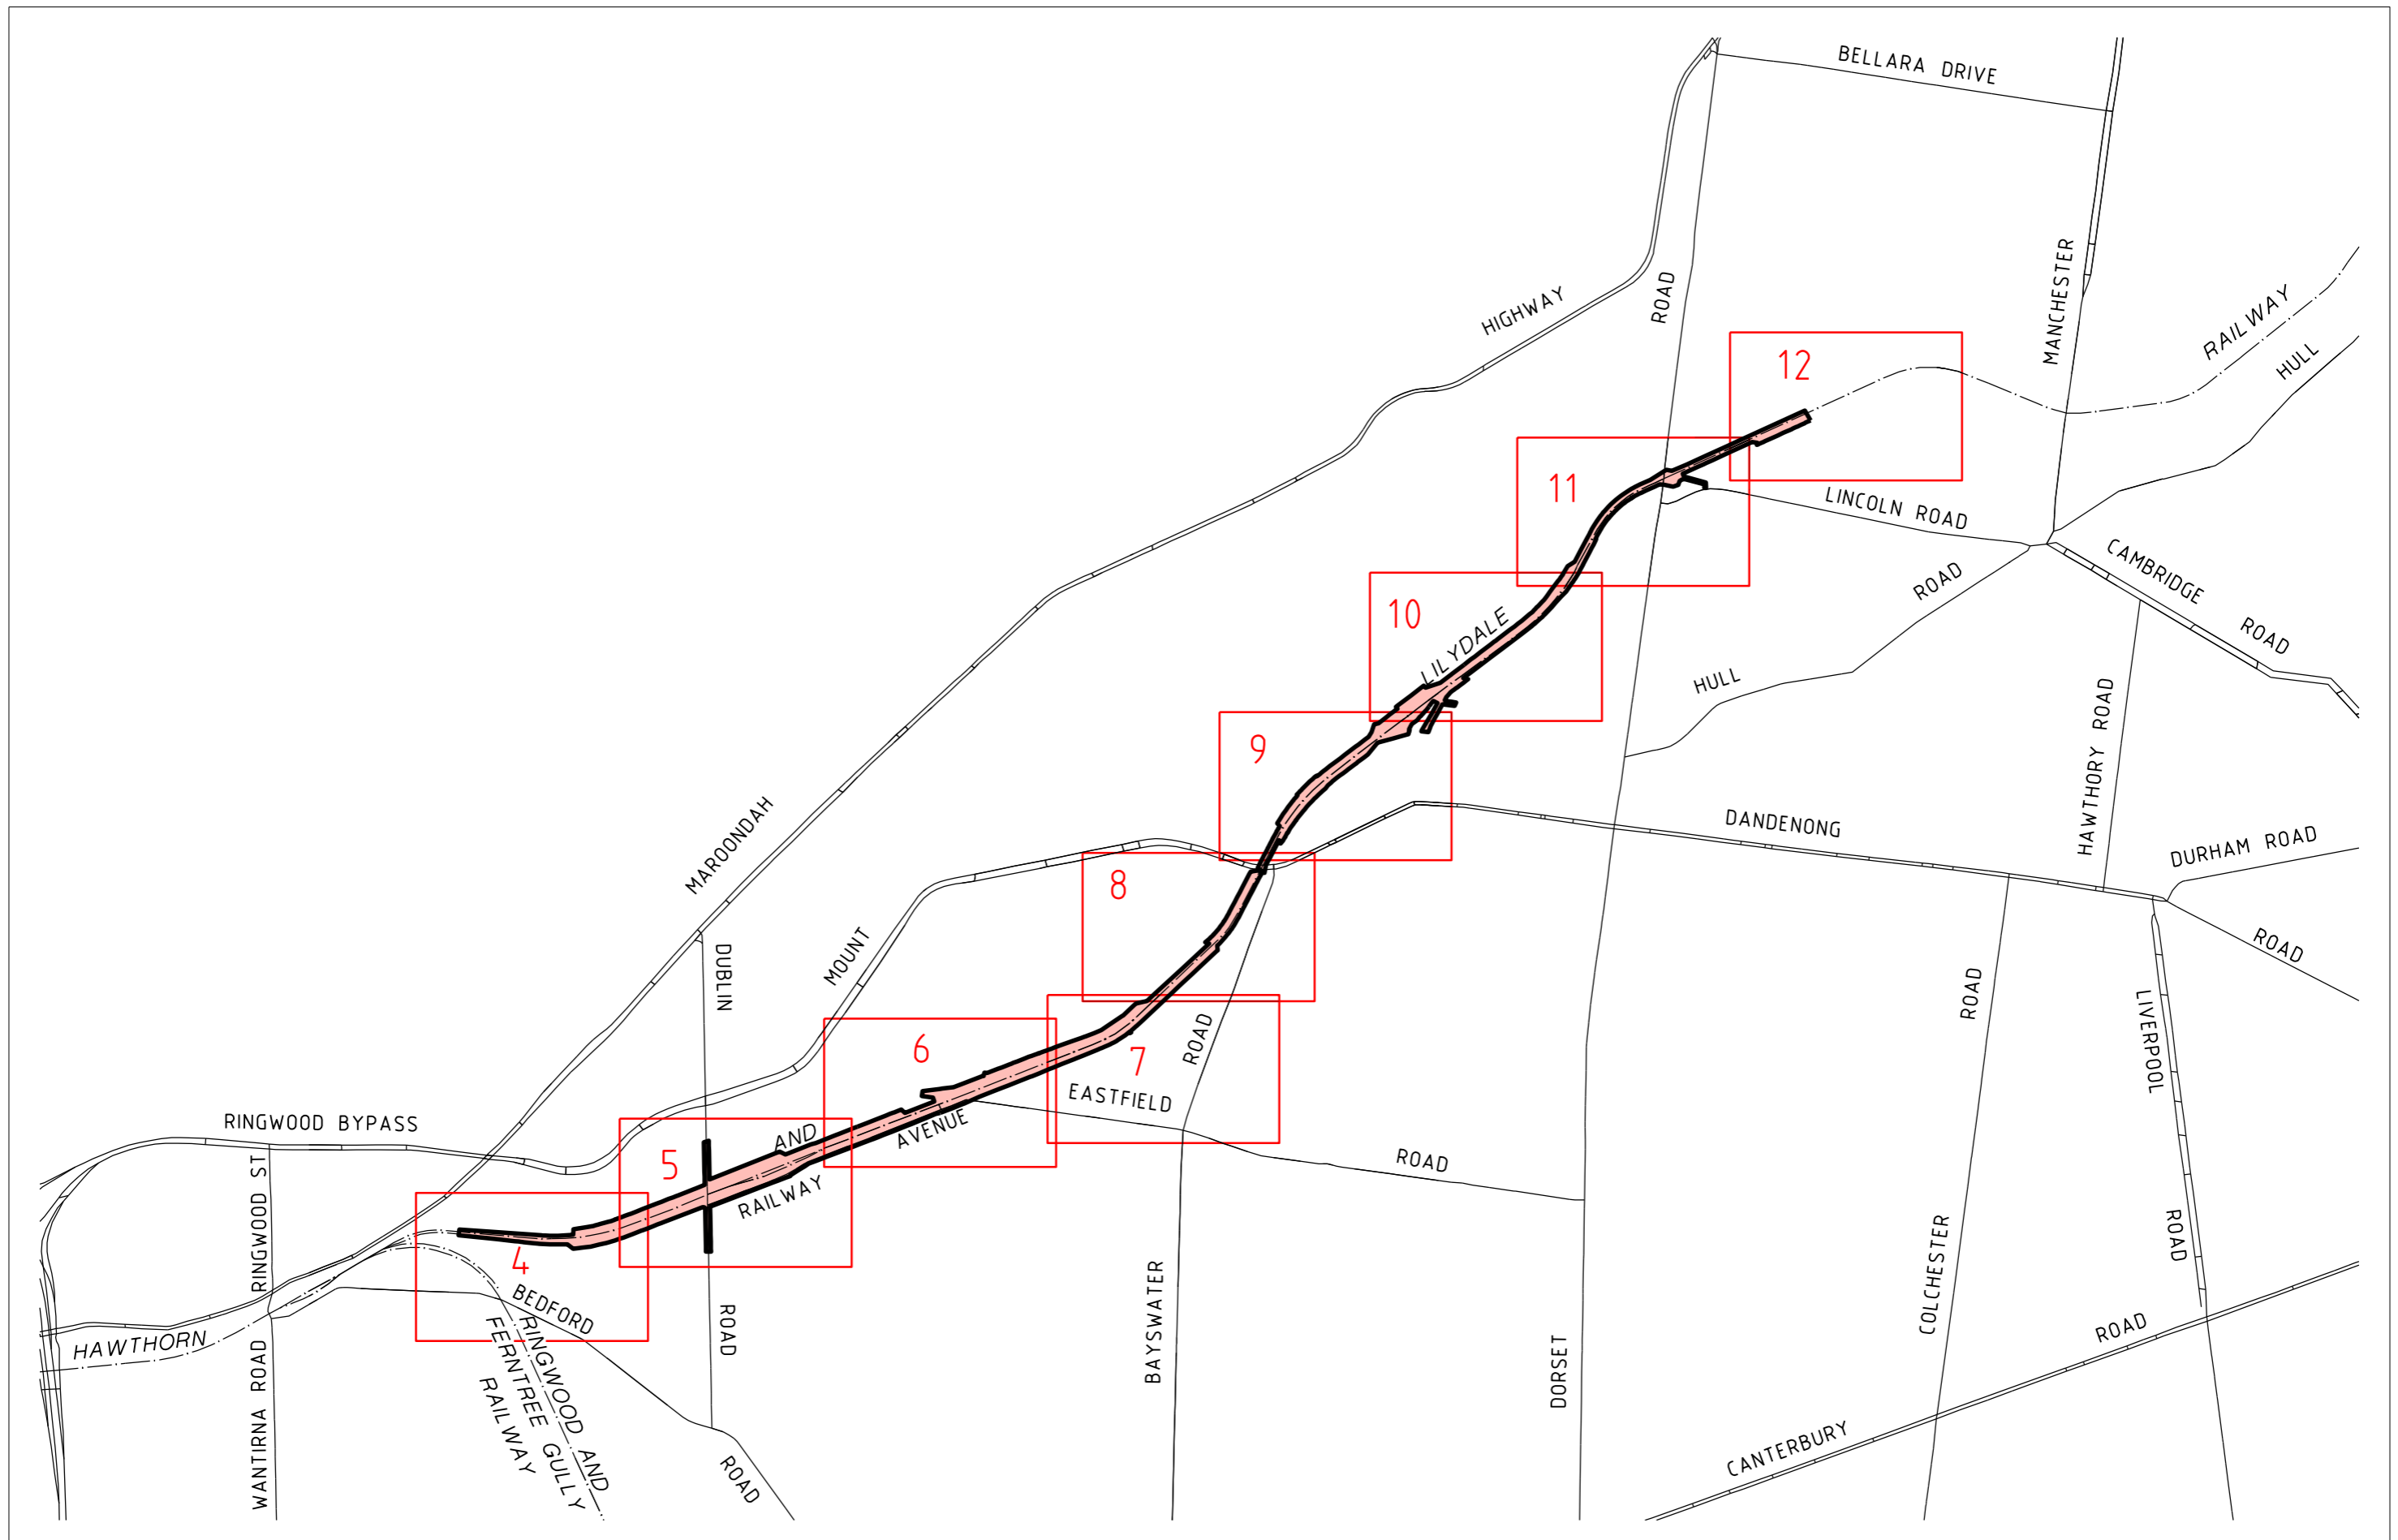 BELLARA DRIVE
HIGHWAY
ROAD
MANCHESTER
RAILWAY
HULL
12
11
LINCOLN ROAD
CAMBRIDGE
ROAD
ROAD
10
LILYDALE
HULL
HAWTHORY ROAD
9
MAROONDAH
DANDENONG
DURHAM ROAD
8
MOUNT
DUBLIN
ROAD
ROAD
LIVERPOOL
6
7
ROAD
EASTFIELD
AVENUE
RINGWOOD BYPASS
AND
5
RAILWAY
ROAD
RINGWOOD ST
4
BEDFORD
ROAD
COLCHESTER
ROAD
BAYSWATER
HAWTHORN
WANTIRNA ROAD
RINGWOOD AND
FERNTREE GULLY
RAILWAY
ROAD
DORSET
ROAD
CANTERBURY